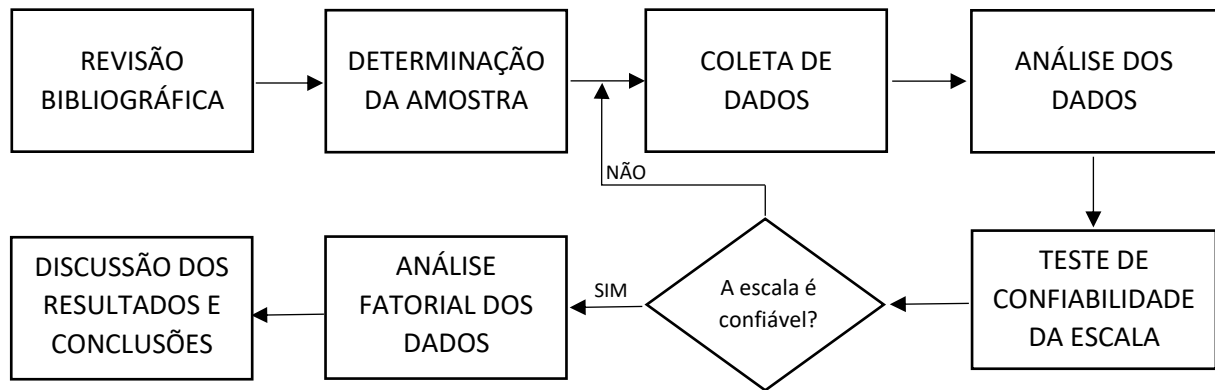 REVISÃO
BIBLIOGRÁFICA
DETERMINAÇÃO
DA AMOSTRA
COLETA DE
DADOS
ANÁLISE DOS
DADOS
TESTE DE
CONFIABILIDADE
DA ESCALA
A escala é
confiável?
NÃO
SIM
ANÁLISE
FATORIAL DOS
DADOS
DISCUSSÃO DOS
RESULTADOS E
CONCLUSÕES